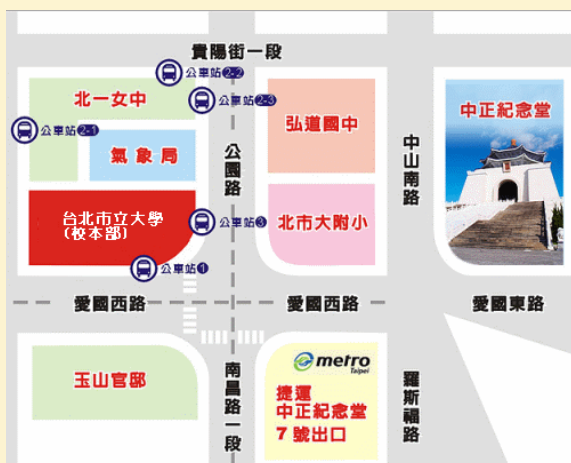 貴陽街一段
公車站2-2
北一女中
公車站2-3
中正紀念堂
公車站2-1
弘道國中
氣象局
公園路
中山南路
台北市立大學
(校本部)
公車站3
北市大附小
公車站1
愛國西路
愛國西路
愛國東路
metro
Taipei
玉山官邸
南昌路一段
捷運
中正紀念堂
7號出口
羅斯福路